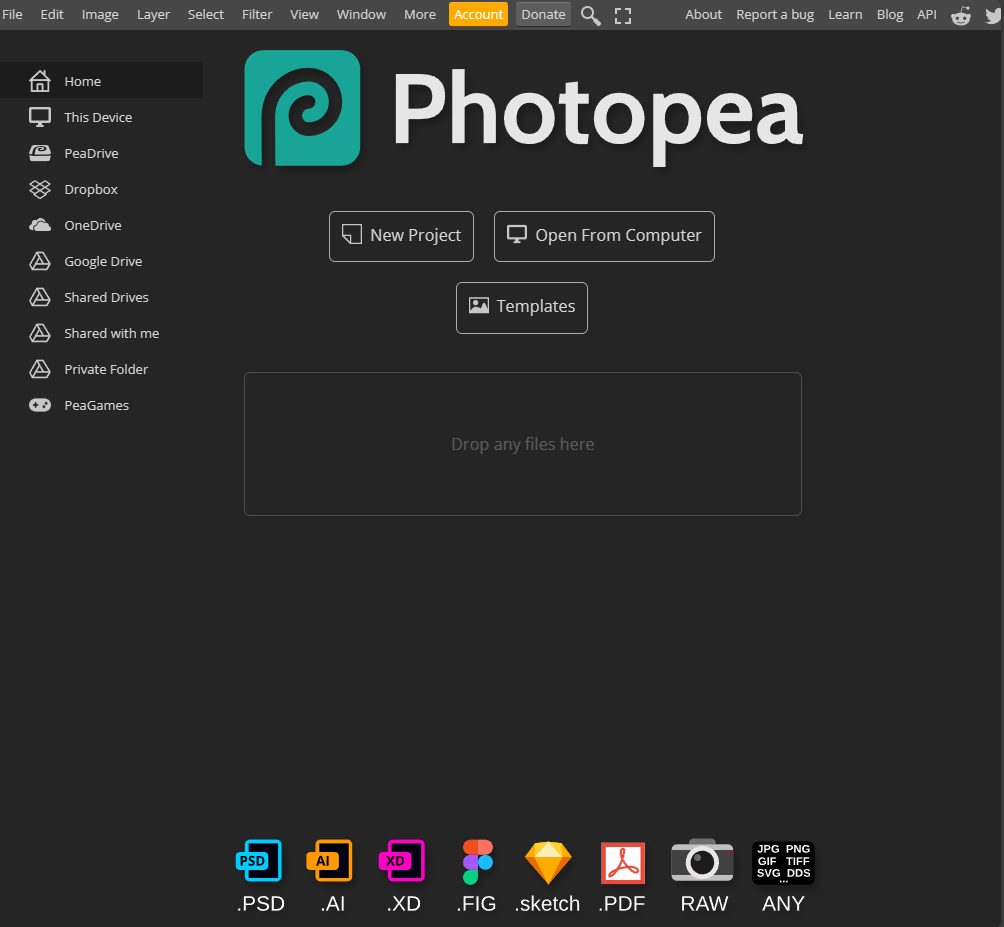 File Edit Image Layer Select Filter View Window More Account Donate About Report a bug Learn Blog API
Home
This Device
PeaDrive
Dropbox
OneDrive
Google Drive
Shared Drives
Shared with me
Private Folder
PeaGames
Photopea
New Project Open From Computer
Templates
Drop any files here
PSD AI XD JPG PNG
GIF TIFF
SVG DDS
...
.PSD .AI .XD .FIG .sketch .PDF RAW ANY